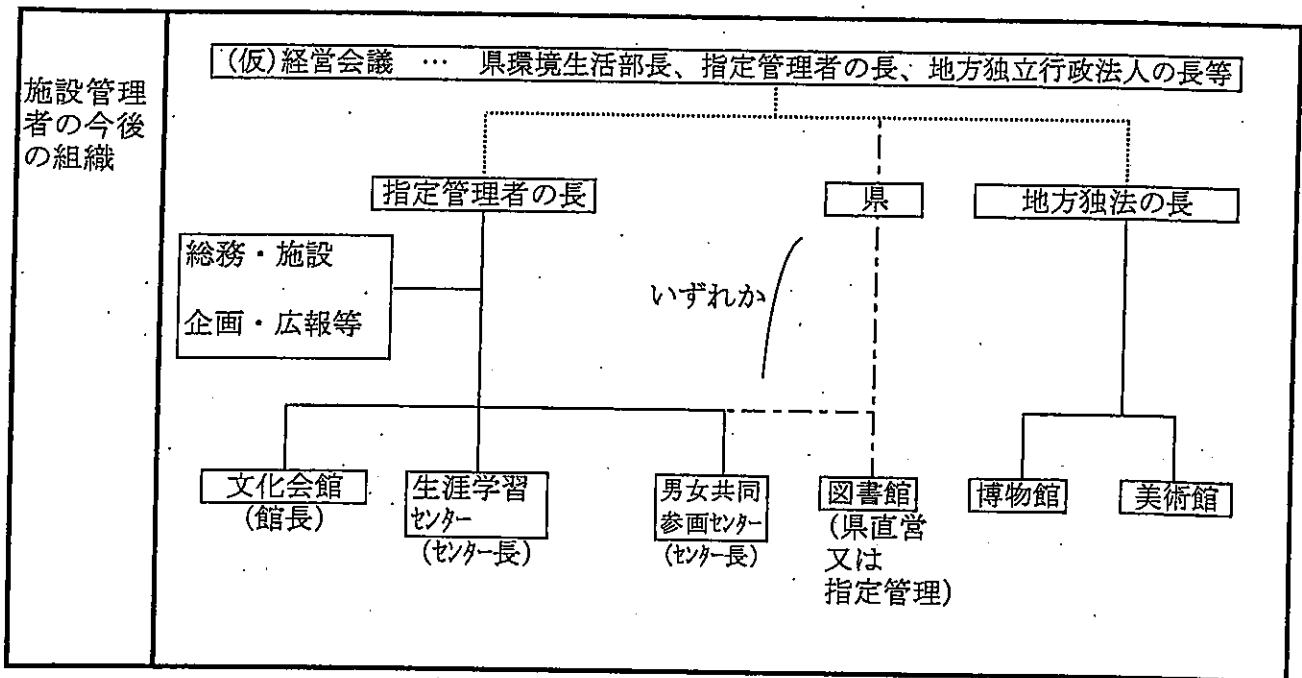 施設管理
者の今後
の組織
(仮)経営会議 … 県環境生活部長、指定管理者の長、地方独立行政法人の長等
指定管理者の長
県
地方独法の長
総務・施設
企画・広報等
いずれか
文化会館
(館長)
生涯学習
センター
(センター長)
男女共同
参画センター
(センター長)
図書館
(県直営
又は
指定管理)
博物館
美術館